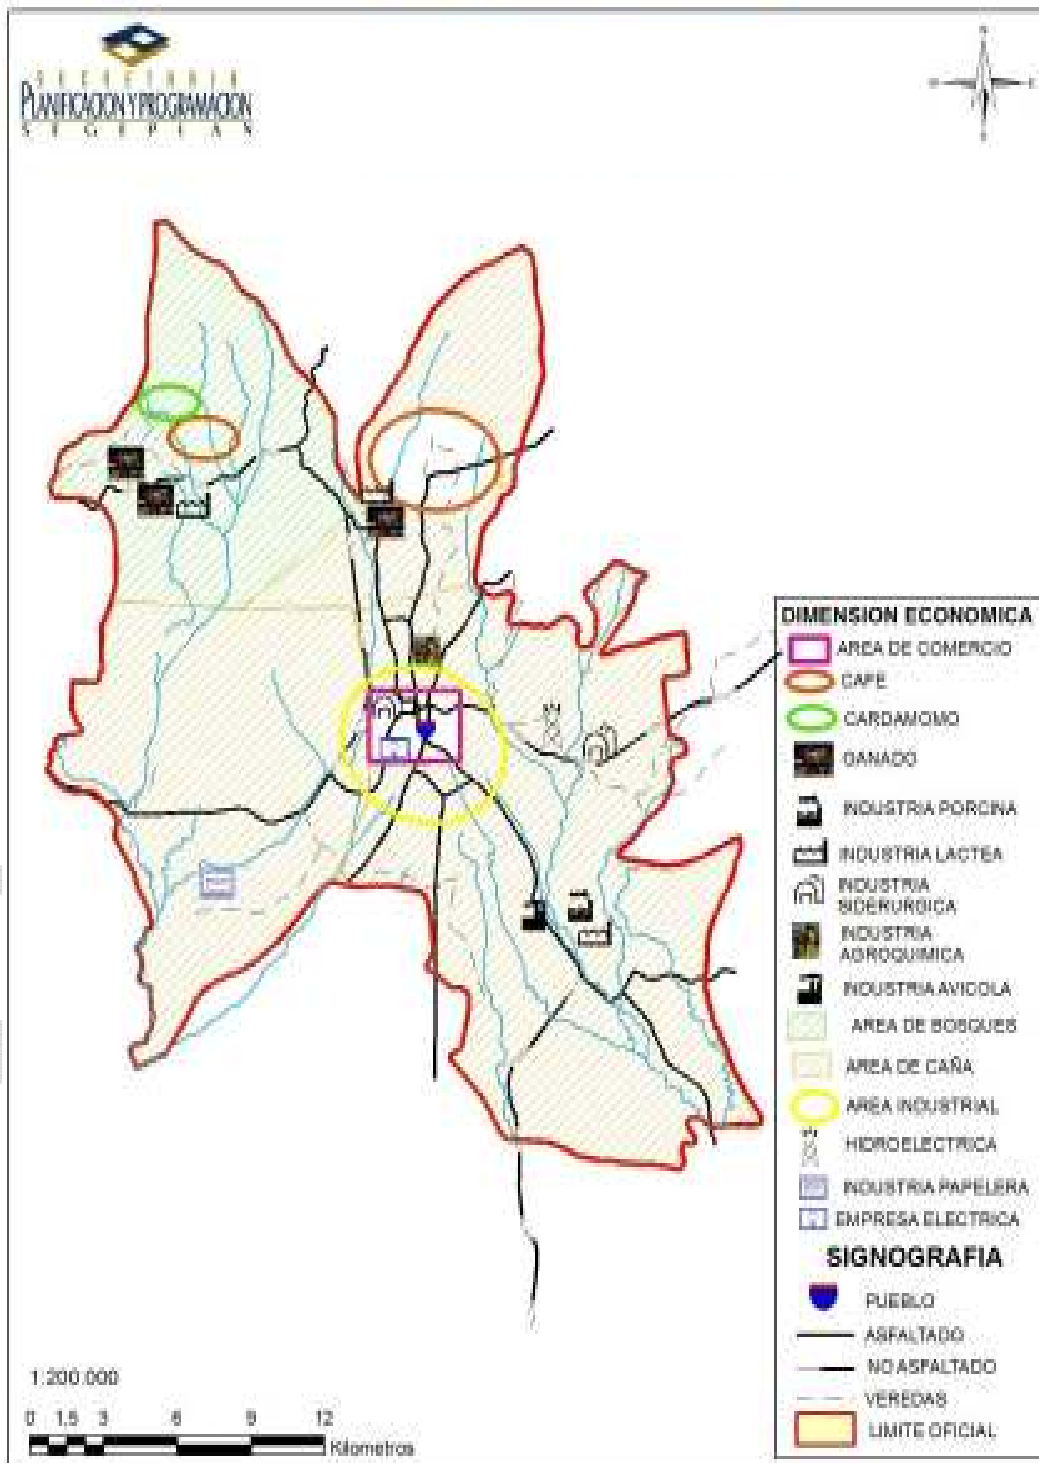 SECRETARIA
PLANIFICACION Y PROGRAMACION
SEGEPLAN
DIMENSION ECONOMICA
AREA DE COMERCIO
CAFE
CARDAMOMO
GANADO
INDUSTRIA PORCINA
INDUSTRIA LACTEA
INDUSTRIA
SIDERURGICA
INDUSTRIA
AGROQUIMICA
INDUSTRIA AVICOLA
AREA DE BOSQUES
AREA DE CAÑA
AREA INDUSTRIAL
HIDROELECTRICA
INDUSTRIA PAPELERA
EMPRESA ELECTRICA
SIGNOGRAFIA
PUEBLO
ASFALTADO
NO ASFALTADO
VEREDAS
LIMITE OFICIAL
1:200.000
0 1,5 3 6 9 12
Kilometros